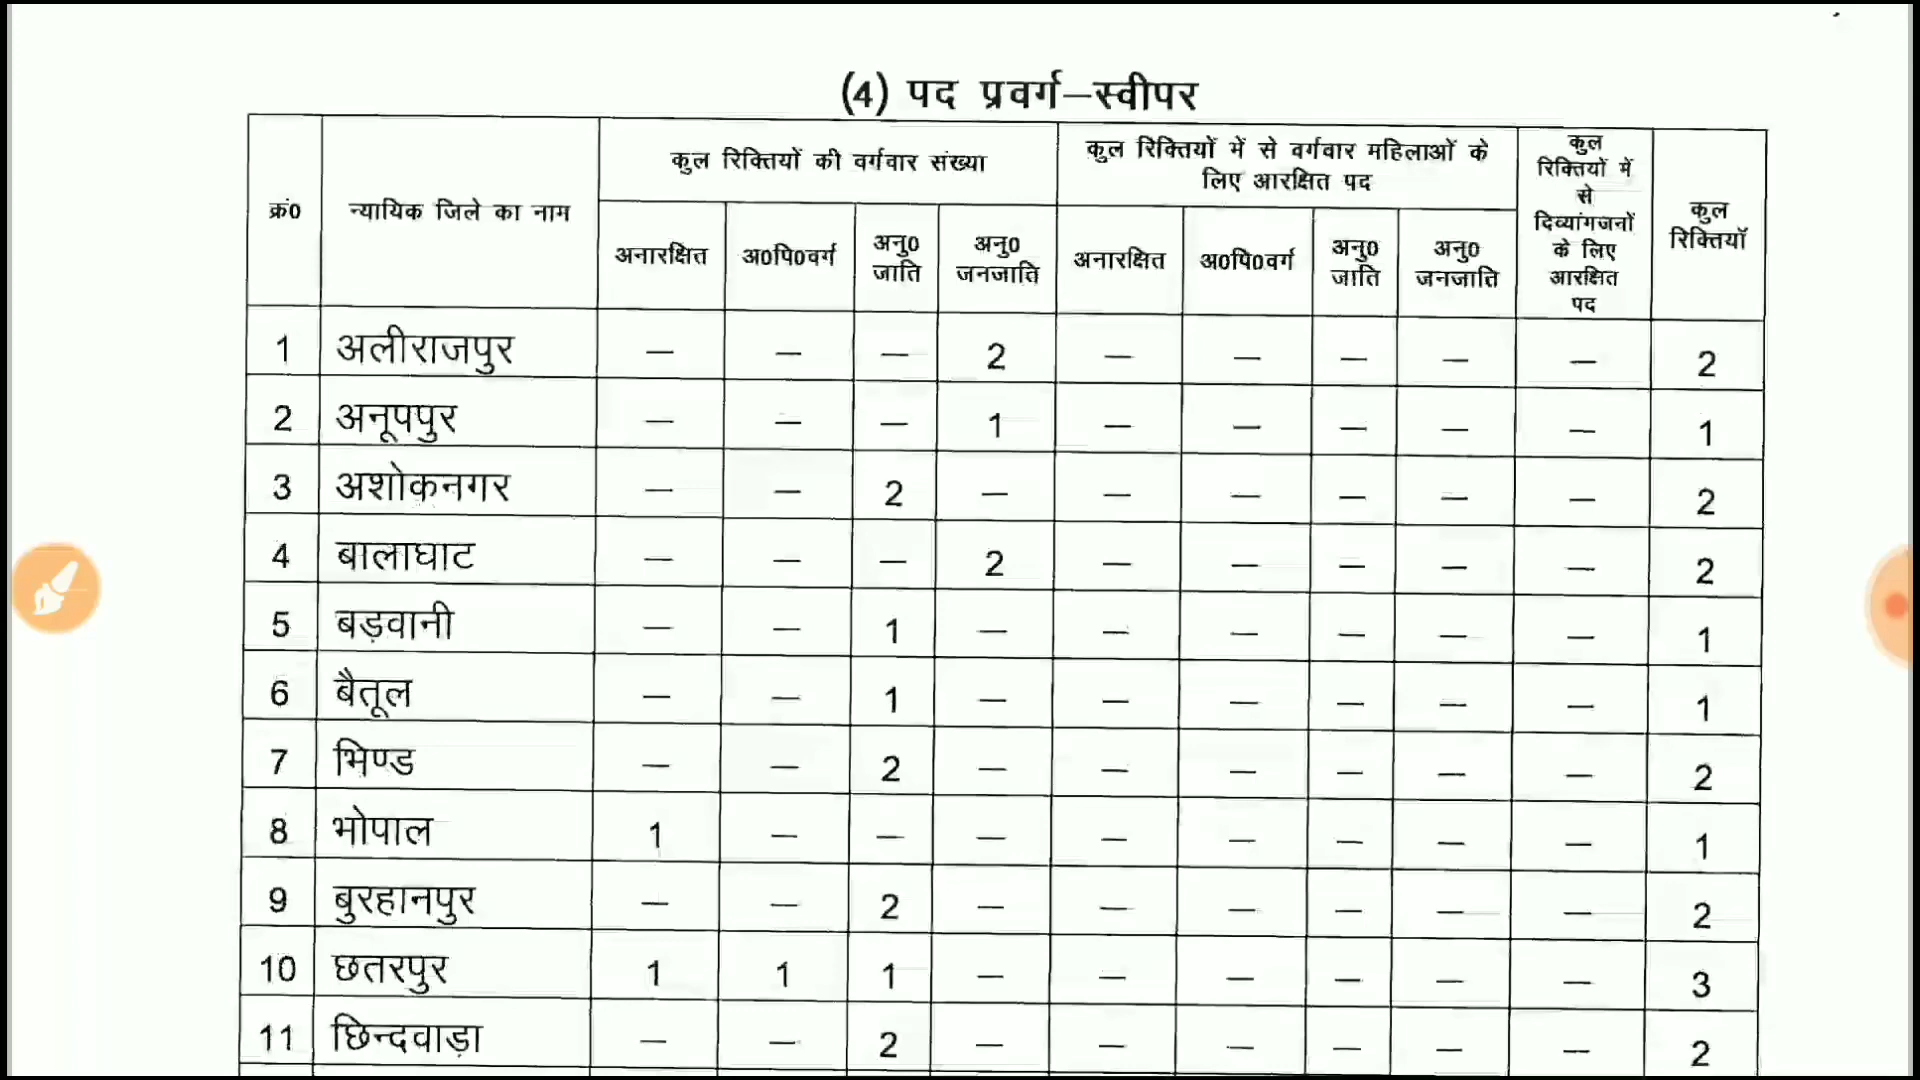 (4) पद प्रवर्ग—स्वीपर
क्रं0 न्यायिक जिले का नाम कुल रिक्तियों की वर्गवार संख्या कुल रिक्तियों में से वर्गवार महिलाओं के लिए आरक्षित पद कुल रिक्तियों में से दिव्यांगजनों के लिए आरक्षित पद कुल रिक्तियॉ
अनारक्षित अ0पि0वर्ग अनु0 जाति अनु0 जनजाति अनारक्षित अ0पि0वर्ग अनु0 जाति अनु0 जनजाति
1 अलीराजपुर — — — 2 — — — — — 2
2 अनूपपुर — — — 1 — — — — — 1
3 अशोकनगर — — 2 — — — — — — 2
4 बालाघाट — — — 2 — — — — — 2
5 बड़वानी — — 1 — — — — — — 1
6 बैतूल — — 1 — — — — — — 1
7 भिण्ड — — 2 — — — — — — 2
8 भोपाल 1 — — — — — — — — 1
9 बुरहानपुर — — 2 — — — — — — 2
10 छतरपुर 1 1 1 — — — — — — 3
11 छिन्दवाड़ा — — 2 — — — — — — 2